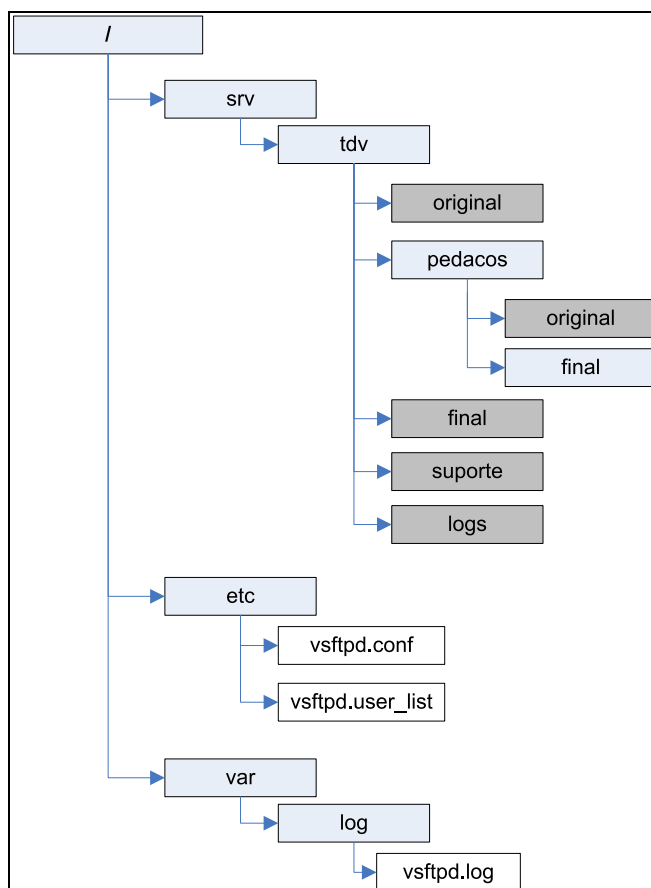 /
srv
tdv
original
pedacos
original
final
final
suporte
logs
etc
vsftpd.conf
vsftpd.user_list
var
log
vsftpd.log